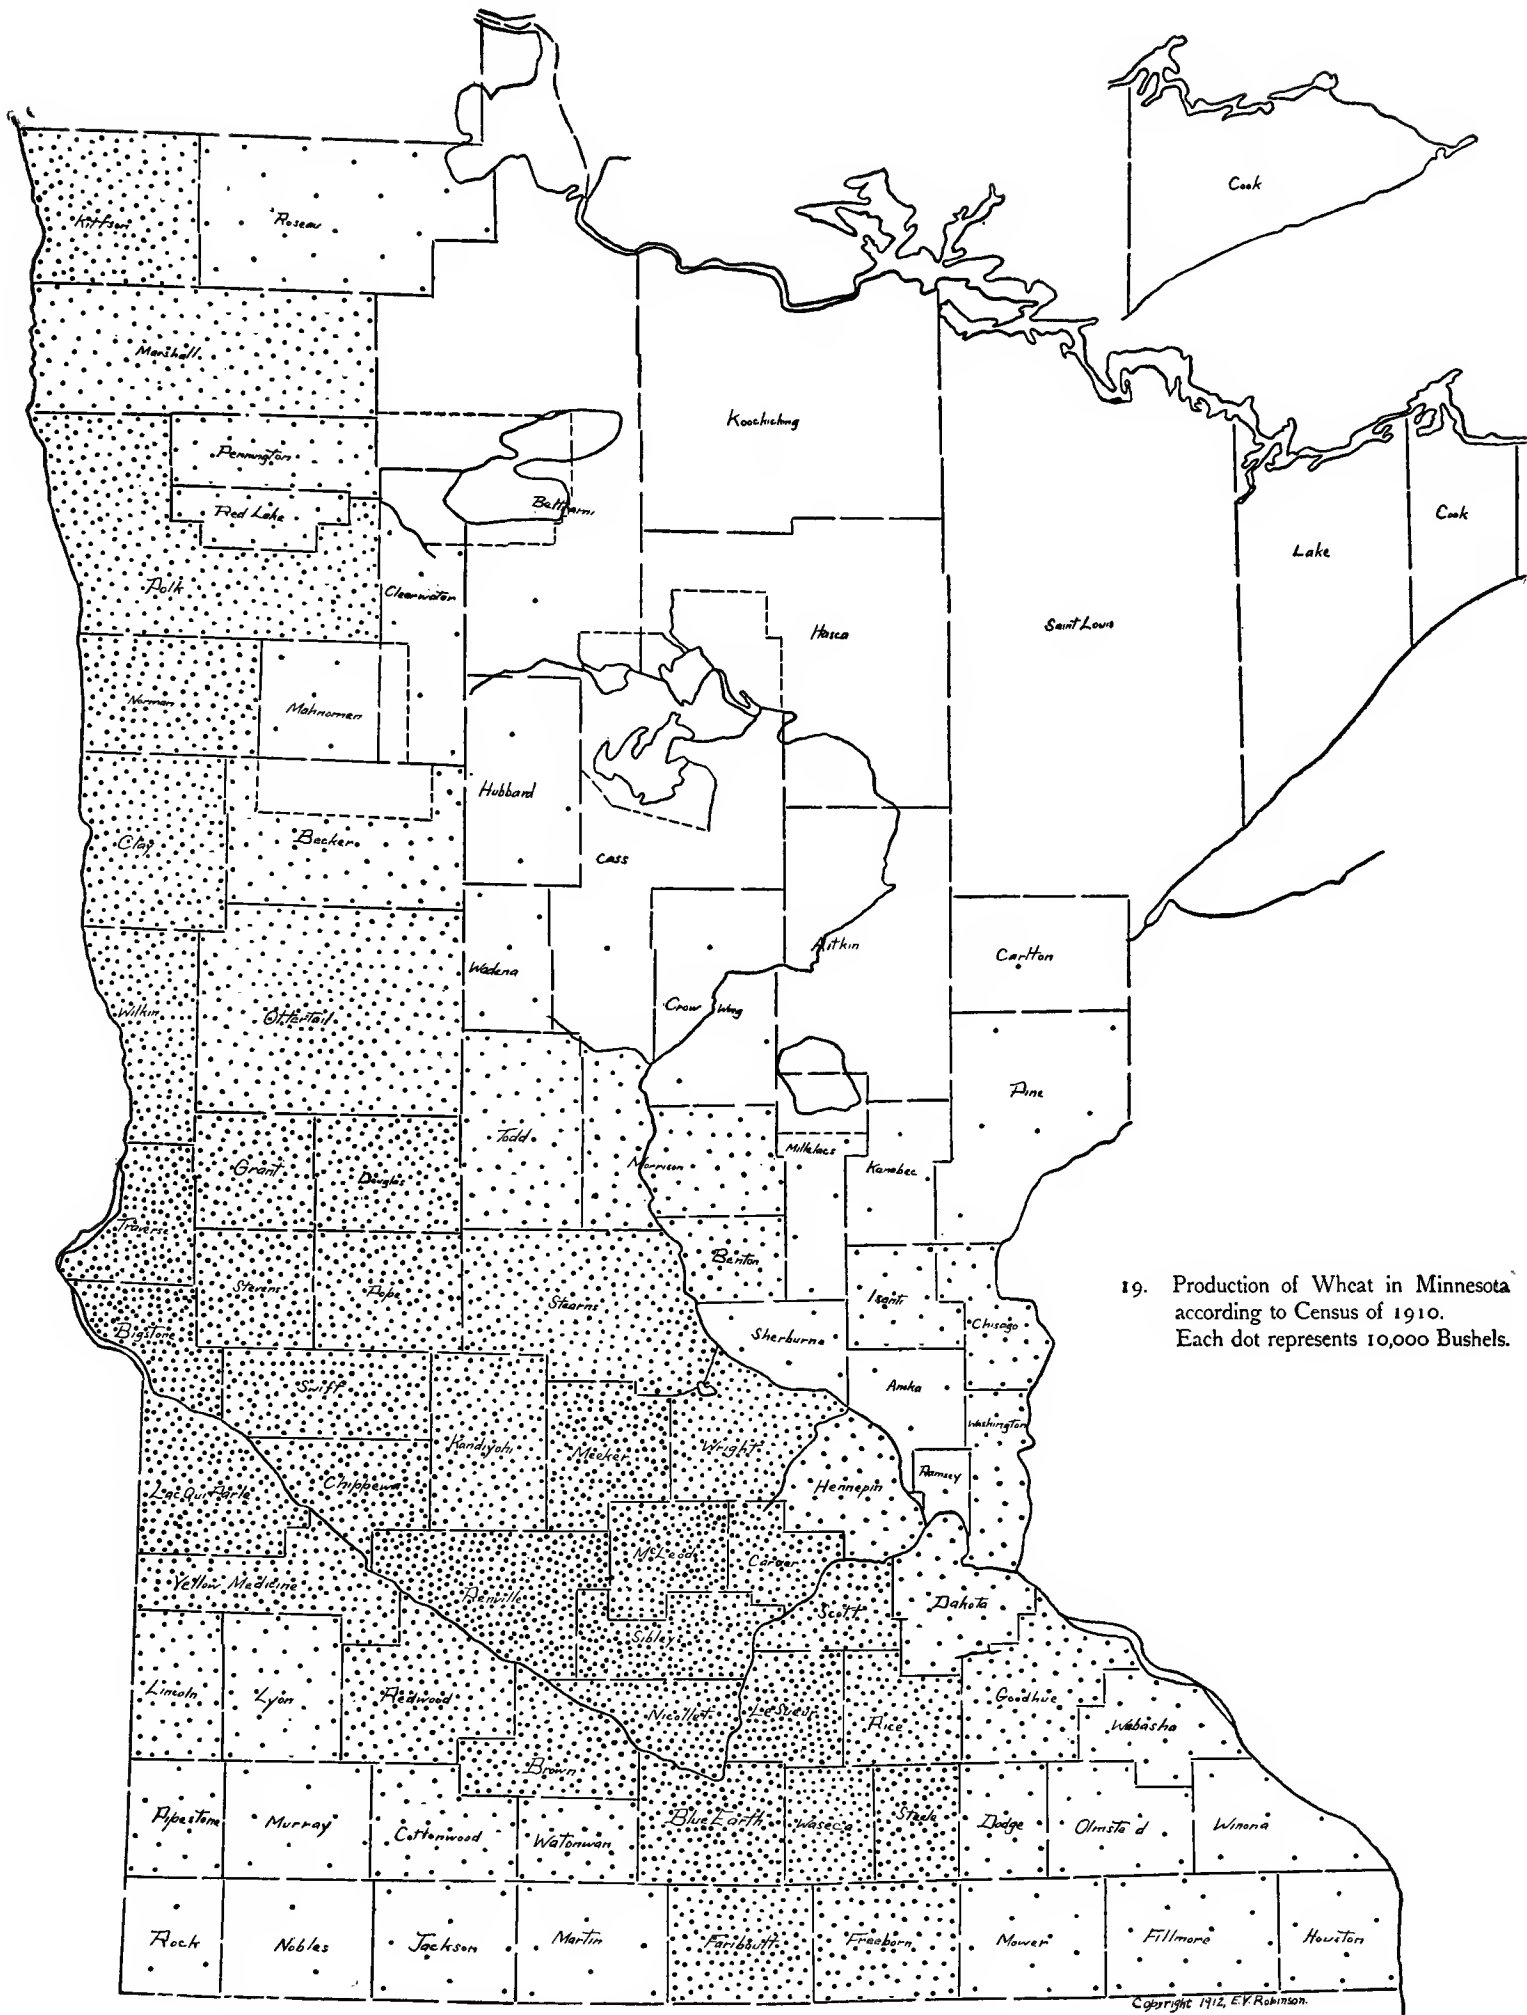 Cook
Kittson
Roseau
Marshall
Koochiching
Pennington
Beltrami
Red Lake
Cook
Lake
Polk
Clearwater
Itasca
Saint Louis
Norman
Mahnomen
Hubbard
Clay
Becker
Cass
Aitkin
Carlton
Wadena
Wilkin
Ottertail
Crow Wing
Pine
Todd
Grant
Douglas
Morrison
Millelacs
Kanabec
Traverse
Benton
Stevens
Pope
Stearns
Isanti
19. Production of Wheat in Minnesota
according to Census of 1910.
Each dot represents 10,000 Bushels.
Bigstone
Sherburne
Chisago
Swift
Anoka
Washington
Kandiyohi
Meeker
Wright
Ramsey
Lac Qui Parle
Chippewa
Hennepin
McLeod
Carver
Yellow Medicine
Renville
Scott
Dakota
Sibley
Lincoln
Lyon
Redwood
Nicollet
LeSueur
Rice
Goodhue
Wabasha
Brown
Pipestone
Murray
Cottonwood
Watonwan
Blue Earth
Waseca
Steele
Dodge
Olmsted
Winona
Rock
Nobles
Jackson
Martin
Faribault
Freeborn
Mower
Fillmore
Houston
Copyright 1912, E.V. Robinson.